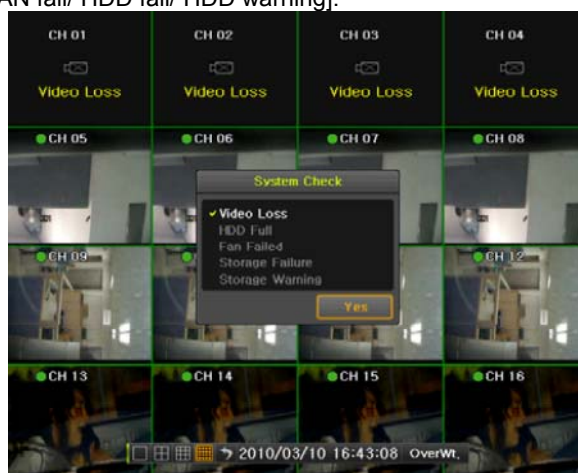 AN fail/ HDD fail/ HDD warning].
CH 01 CH 02 CH 03 CH 04
Video Loss Video Loss Video Loss Video Loss
CH 05 CH 06 CH 07 CH 08
System Check
Video Loss
HDD Full
Fan Failed
Storage Failure
Storage Warning
Yes
CH 09 CH 12
CH 13 CH 14 CH 15 CH 16
2010/03/10 16:43:08 OverWt.